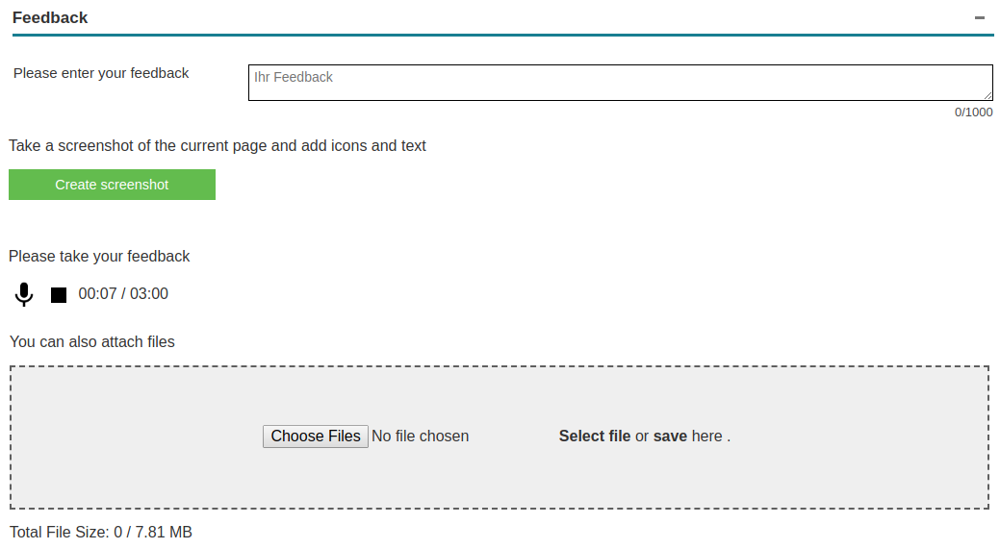 Feedback
Please enter your feedback
Ihr Feedback
0/1000
Take a screenshot of the current page and add icons and text
Create screenshot
Please take your feedback
00:07 / 03:00
You can also attach files
Choose Files No file chosen Select file or save here .
Total File Size: 0 / 7.81 MB